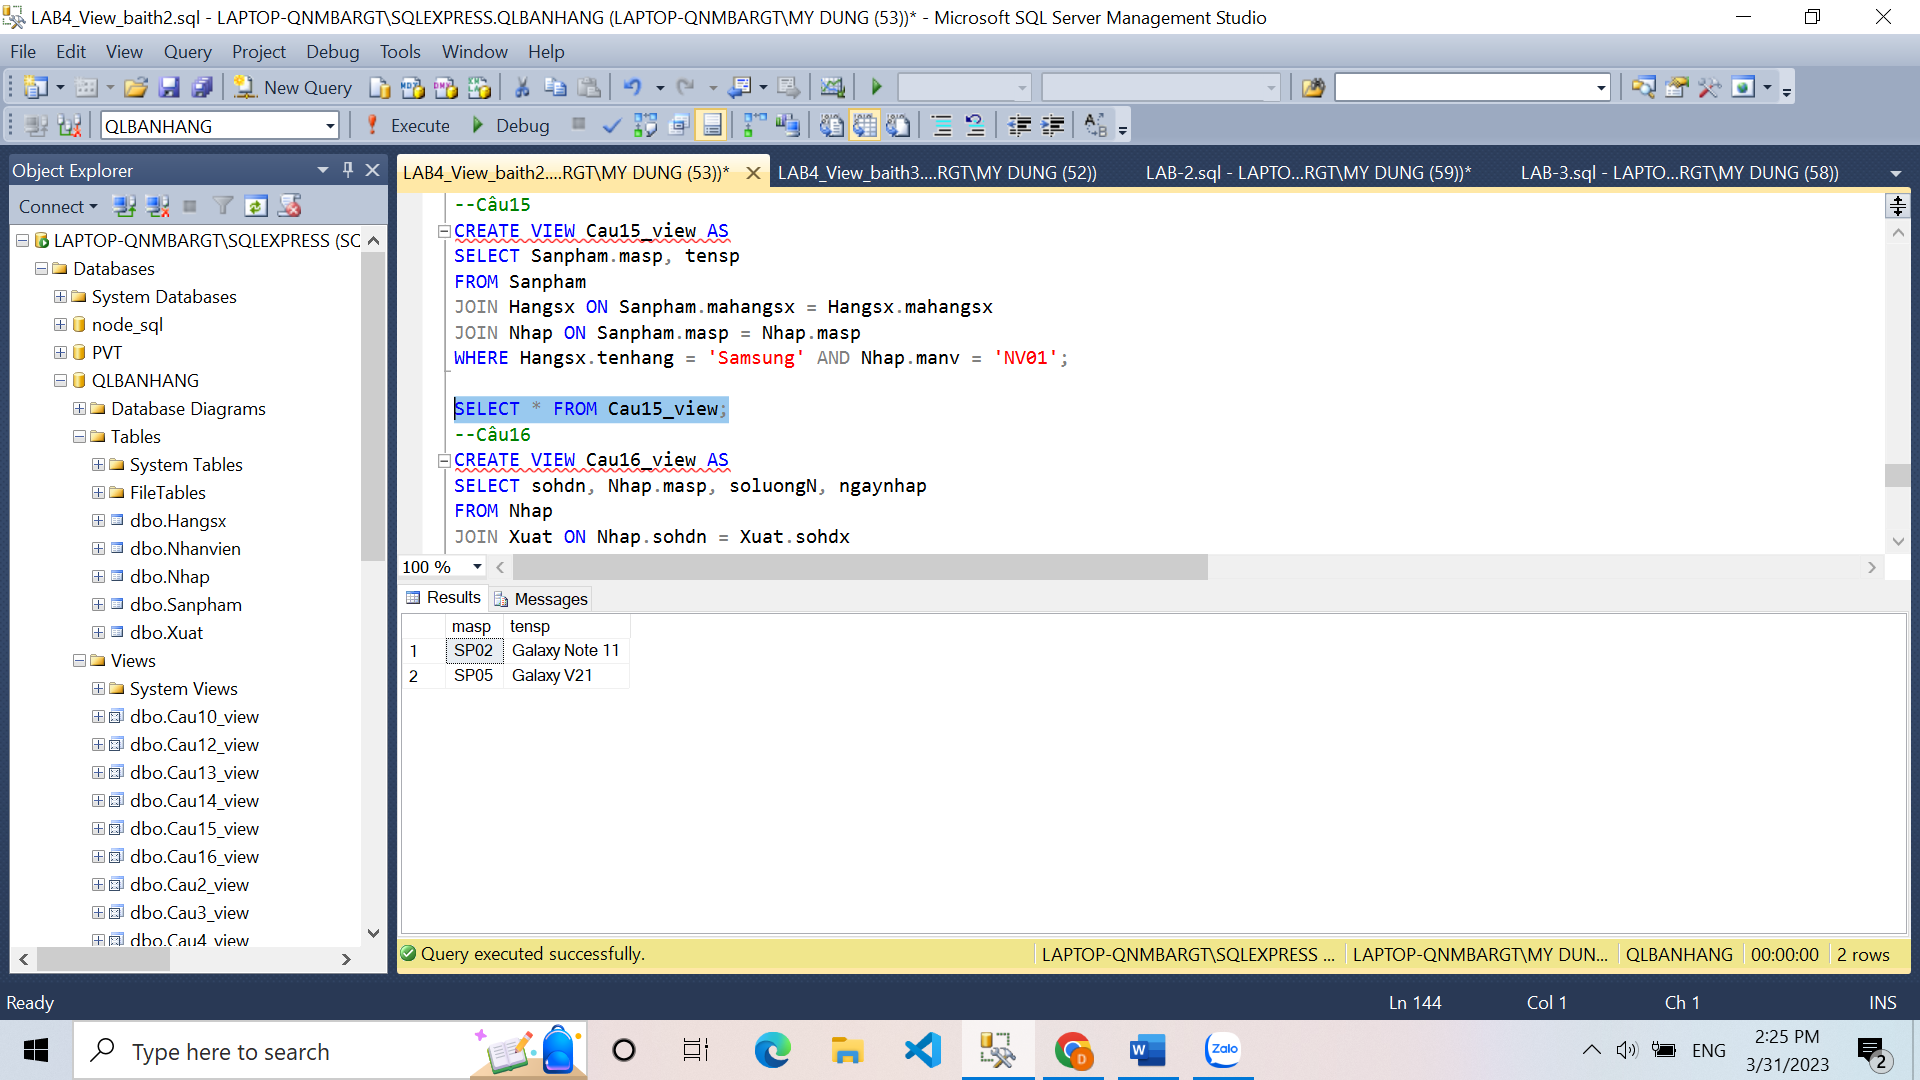 LAB4_View_baith2.sql - LAPTOP-QNMBARGT\SQLEXPRESS.QLBANHANG (LAPTOP-QNMBARGT\MY DUNG (53))* - Microsoft SQL Server Management Studio
File Edit View Query Project Debug Tools Window Help
New Query
QLBANHANG Execute Debug
Object Explorer
Connect
LAPTOP-QNMBARGT\SQLEXPRESS (SC
Databases
System Databases
node_sql
PVT
QLBANHANG
Database Diagrams
Tables
System Tables
FileTables
dbo.Hangsx
dbo.Nhanvien
dbo.Nhap
dbo.Sanpham
dbo.Xuat
Views
System Views
dbo.Cau10_view
dbo.Cau12_view
dbo.Cau13_view
dbo.Cau14_view
dbo.Cau15_view
dbo.Cau16_view
dbo.Cau2_view
dbo.Cau3_view
dbo.Cau4_view
LAB4_View_baith2....RGT\MY DUNG (53))* LAB4_View_baith3....RGT\MY DUNG (52)) LAB-2.sql - LAPTO...RGT\MY DUNG (59))* LAB-3.sql - LAPTO...RGT\MY DUNG (58))
--Câu15
CREATE VIEW Cau15_view AS
SELECT Sanpham.masp, tensp
FROM Sanpham
JOIN Hangsx ON Sanpham.mahangsx = Hangsx.mahangsx
JOIN Nhap ON Sanpham.masp = Nhap.masp
WHERE Hangsx.tenhang = 'Samsung' AND Nhap.manv = 'NV01';
SELECT * FROM Cau15_view;
--Câu16
CREATE VIEW Cau16_view AS
SELECT sohdn, Nhap.masp, soluongN, ngaynhap
FROM Nhap
JOIN Xuat ON Nhap.sohdn = Xuat.sohdx
100 %
Results Messages
masp tensp
1 SP02 Galaxy Note 11
2 SP05 Galaxy V21
Query executed successfully. LAPTOP-QNMBARGT\SQLEXPRESS ... LAPTOP-QNMBARGT\MY DUN... QLBANHANG 00:00:00 2 rows
Ready Ln 144 Col 1 Ch 1 INS
Type here to search
Zalo
ENG
2:25 PM
3/31/2023
2